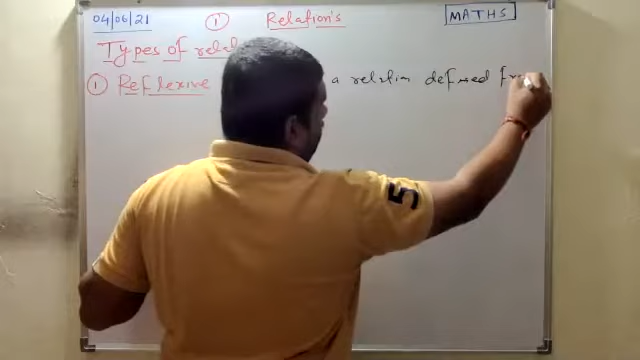 04/06/21 ① Relation's MATHS
Types of
① Reflexive a relation defined
5